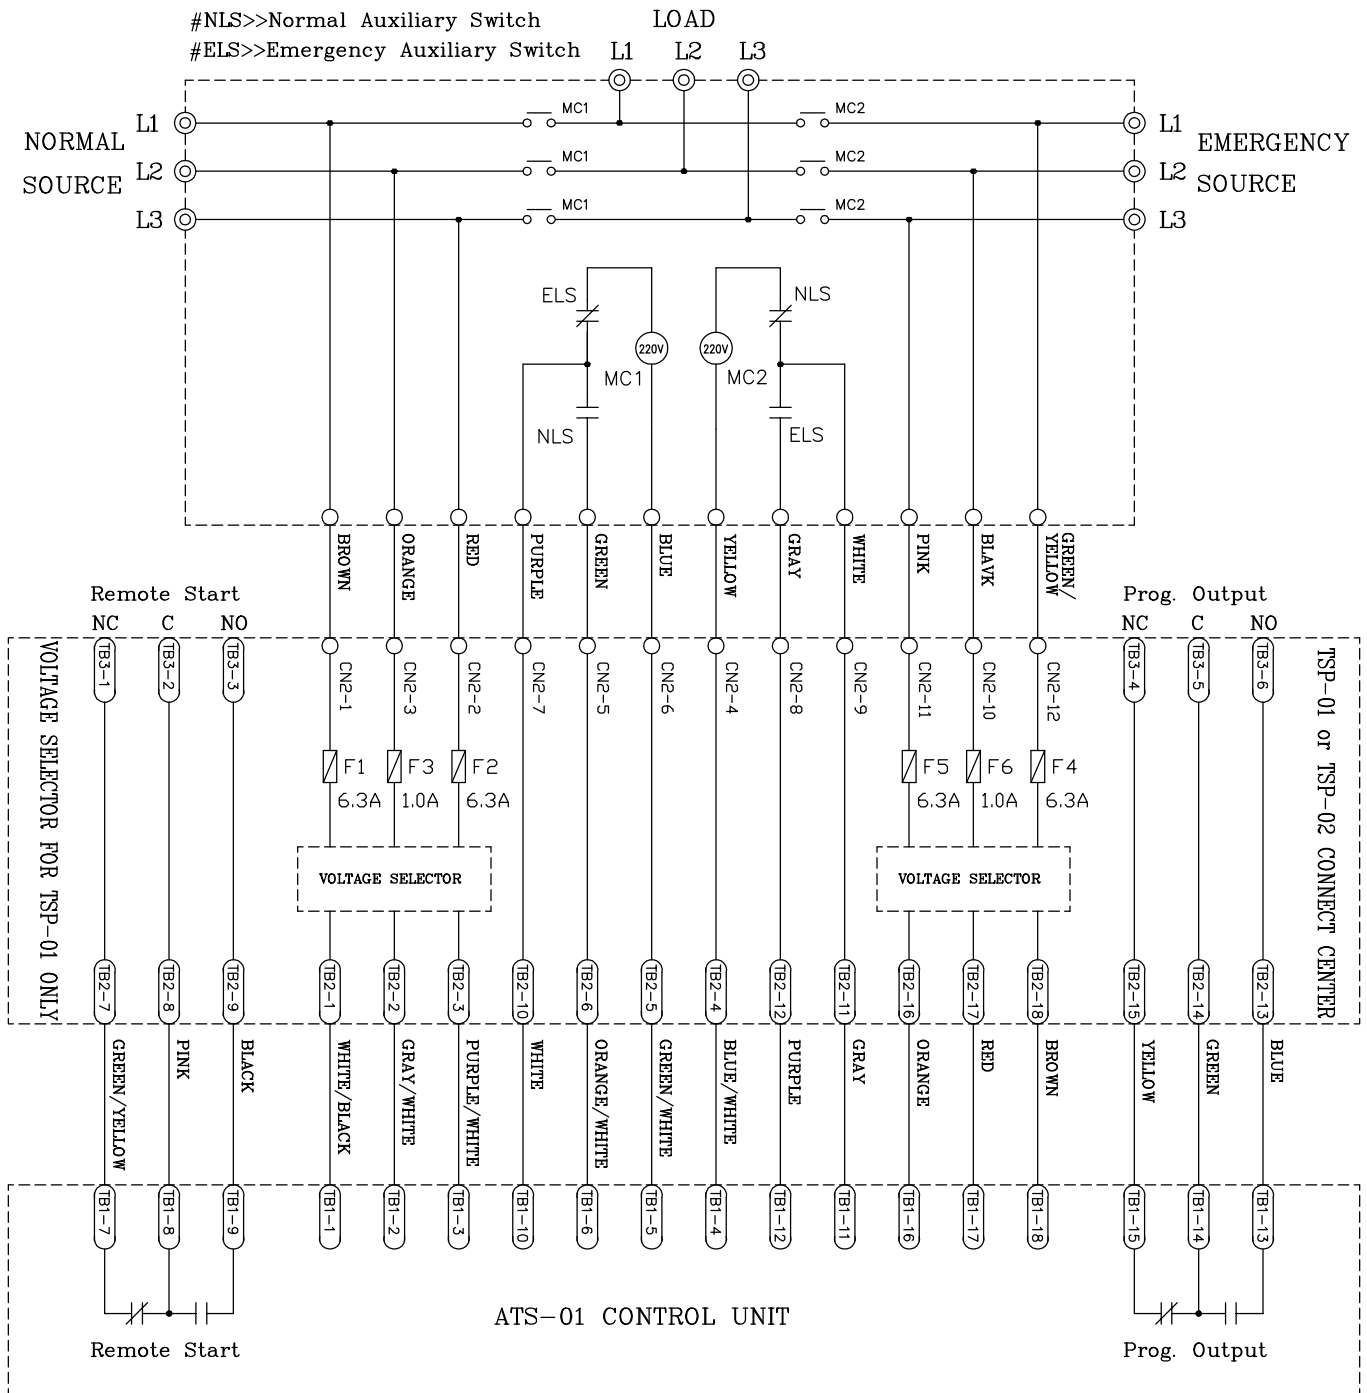 #NLS>>Normal Auxiliary Switch
LOAD
#ELS>>Emergency Auxiliary Switch
L1 L2 L3
NORMAL
SOURCE
L1
L2
L3
MC1
MC2
MC1
MC2
MC1
MC2
L1
L2
L3
EMERGENCY
SOURCE
ELS
NLS
220V
220V
MC1
MC2
NLS
ELS
BROWN
ORANGE
RED
PURPLE
GREEN
BLUE
YELLOW
GRAY
WHITE
PINK
BLAVK
GREEN/
YELLOW
Remote Start
NC C NO
Prog. Output
NC C NO
VOLTAGE SELECTOR FOR TSP-01 ONLY
TB3-1
TB3-2
TB3-3
CN2-1
CN2-3
CN2-2
CN2-7
CN2-5
CN2-6
CN2-4
CN2-8
CN2-9
CN2-11
CN2-10
CN2-12
TB3-4
TB3-5
TB3-6
TSP-01 or TSP-02 CONNECT CENTER
F1
6.3A
F3
1.0A
F2
6.3A
F5
6.3A
F6
1.0A
F4
6.3A
VOLTAGE SELECTOR
VOLTAGE SELECTOR
TB2-7
TB2-8
TB2-9
TB2-1
TB2-2
TB2-3
TB2-10
TB2-6
TB2-5
TB2-4
TB2-12
TB2-11
TB2-16
TB2-17
TB2-18
TB2-15
TB2-14
TB2-13
GREEN/YELLOW
PINK
BLACK
WHITE/BLACK
GRAY/WHITE
PURPLE/WHITE
WHITE
ORANGE/WHITE
GREEN/WHITE
BLUE/WHITE
PURPLE
GRAY
ORANGE
RED
BROWN
YELLOW
GREEN
BLUE
TB1-7
TB1-8
TB1-9
TB1-1
TB1-2
TB1-3
TB1-10
TB1-6
TB1-5
TB1-4
TB1-12
TB1-11
TB1-16
TB1-17
TB1-18
TB1-15
TB1-14
TB1-13
ATS-01 CONTROL UNIT
Remote Start
Prog. Output